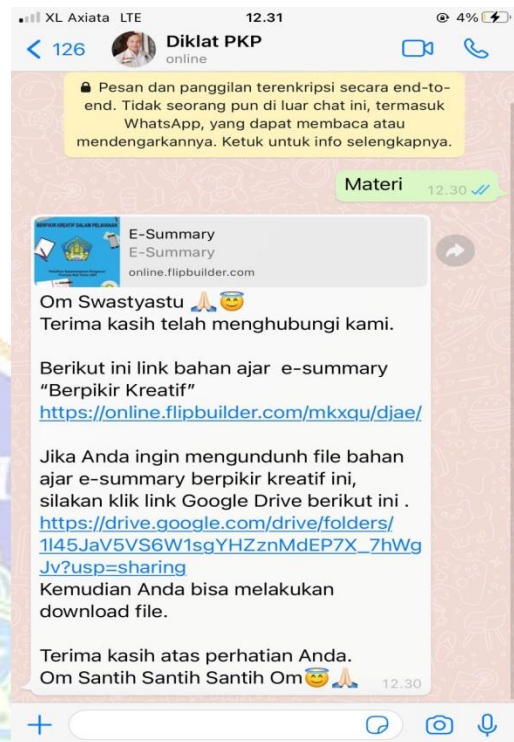 XL Axiata LTE 12.31 4%
126 Diklat PKP
online
Pesan dan panggilan terenkripsi secara end-to-
end. Tidak seorang pun di luar chat ini, termasuk
WhatsApp, yang dapat membaca atau
mendengarkannya. Ketuk untuk info selengkapnya.
Materi 12.30
BERPIKIR KREATIF DALAM PELAYANAN
E-Summary
E-Summary
online.flipbuilder.com
Om Swastyastu 🙏🏻😇
Terima kasih telah menghubungi kami.
Berikut ini link bahan ajar e-summary
“Berpikir Kreatif”
https://online.flipbuilder.com/mkxqu/djae/
Jika Anda ingin mengundunh file bahan
ajar e-summary berpikir kreatif ini,
silakan klik link Google Drive berikut ini .
https://drive.google.com/drive/folders/
1l45JaV5VS6W1sgYHZznMdEP7X_7hWg
Jv?usp=sharing
Kemudian Anda bisa melakukan
download file.
Terima kasih atas perhatian Anda.
Om Santih Santih Santih Om😇🙏🏻 12.30